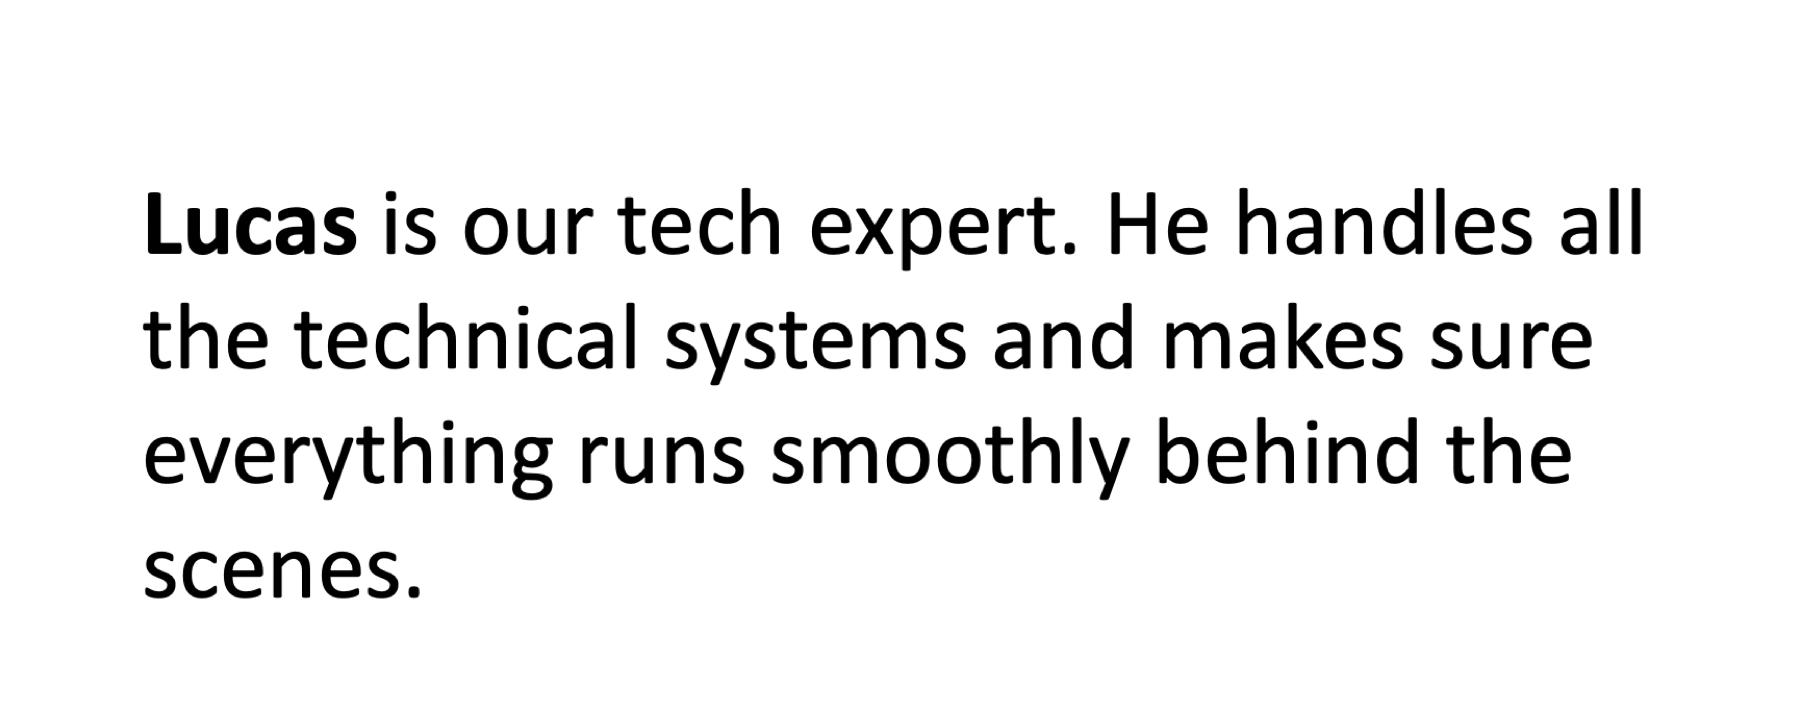 Lucas is our tech expert. He handles all
the technical systems and makes sure
everything runs smoothly behind the
scenes.